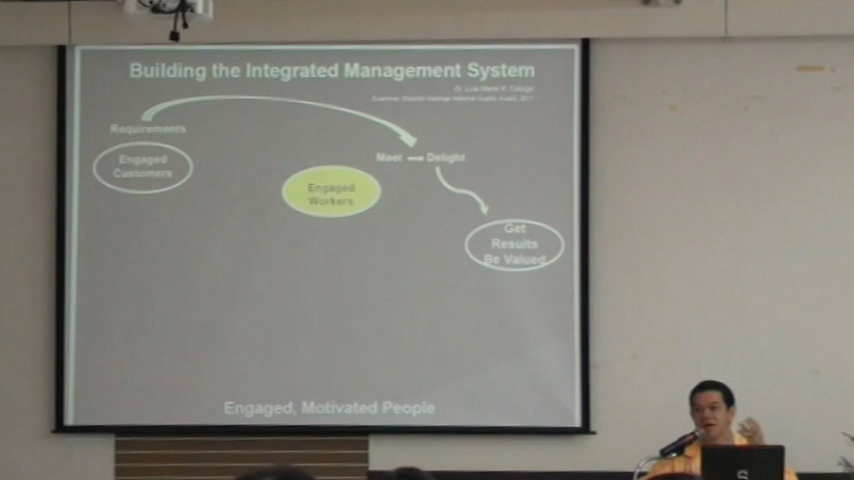 Building the Integrated Management System
Requirements
Engaged
Customers
Meet
Delight
Engaged
Workers
Get
Results
Be Valued
Engaged, Motivated People
S